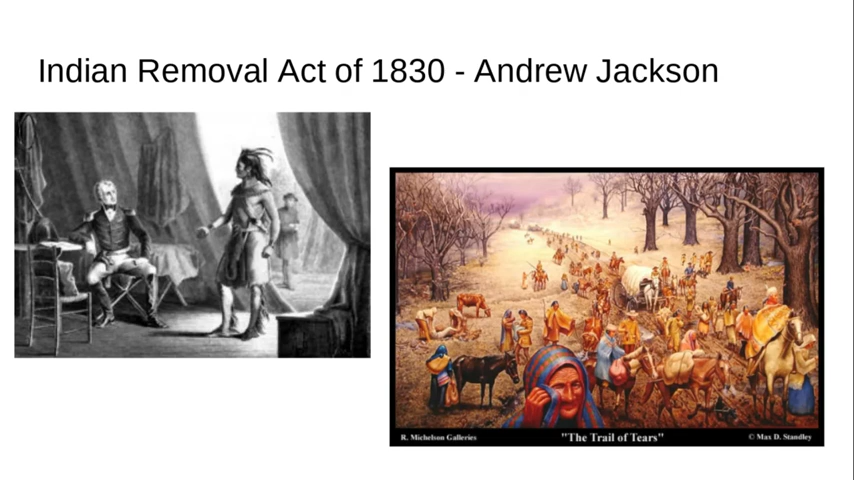 Indian Removal Act of 1830 - Andrew Jackson
R. Michelson Galleries
"The Trail of Tears"
© Max D. Standley